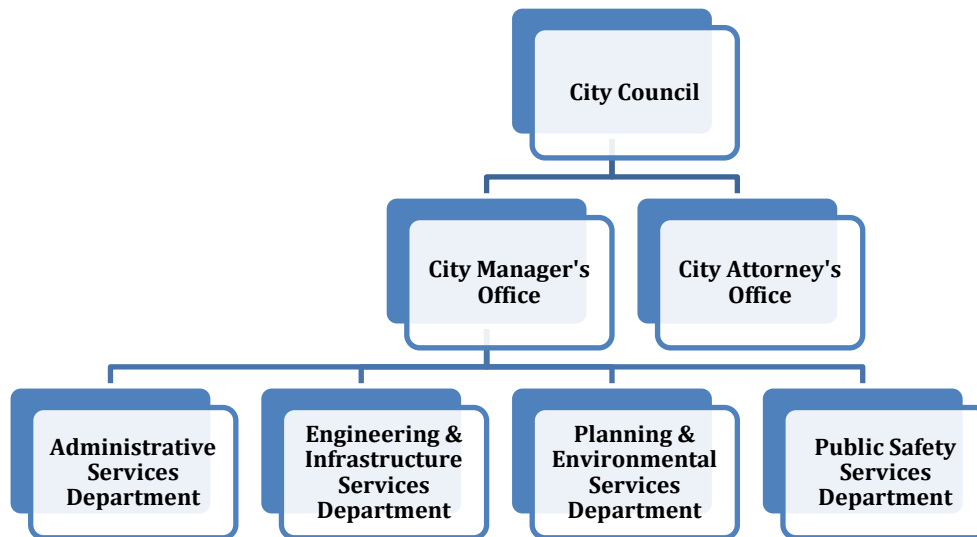 City Council
City Manager's
Office
City Attorney's
Office
Administrative
Services
Department
Engineering &
Infrastructure
Services
Department
Planning &
Environmental
Services
Department
Public Safety
Services
Department